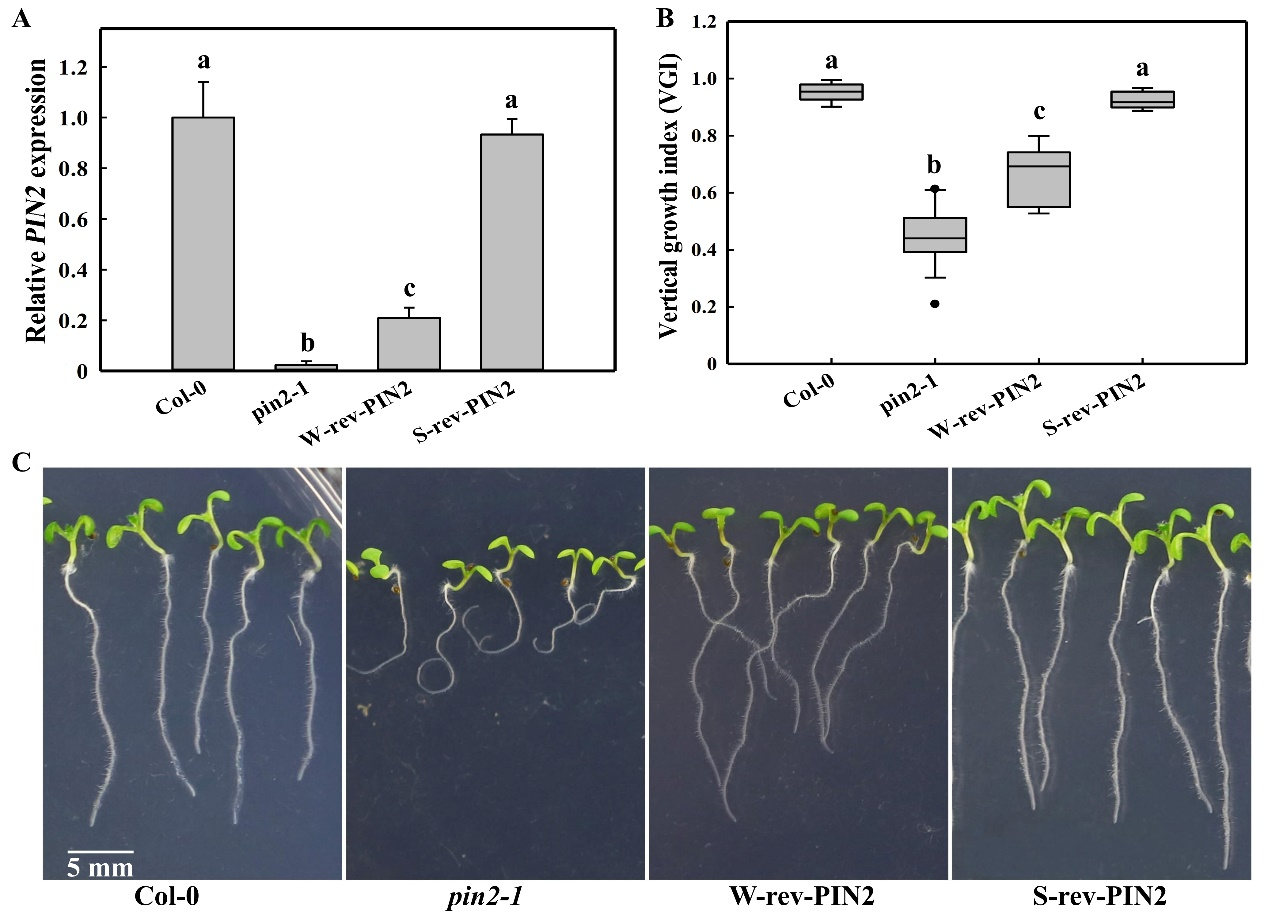 A
Relative PIN2 expression
1.2
1.0
0.8
0.6
0.4
0.2
0
a
b
c
a
Col-0
pin2-1
W-rev-PIN2
S-rev-PIN2
B
Vertical growth index (VGI)
1.2
1.0
0.8
0.6
0.4
0.2
0
a
b
c
a
Col-0
pin2-1
W-rev-PIN2
S-rev-PIN2
C
5 mm
Col-0
pin2-1
W-rev-PIN2
S-rev-PIN2